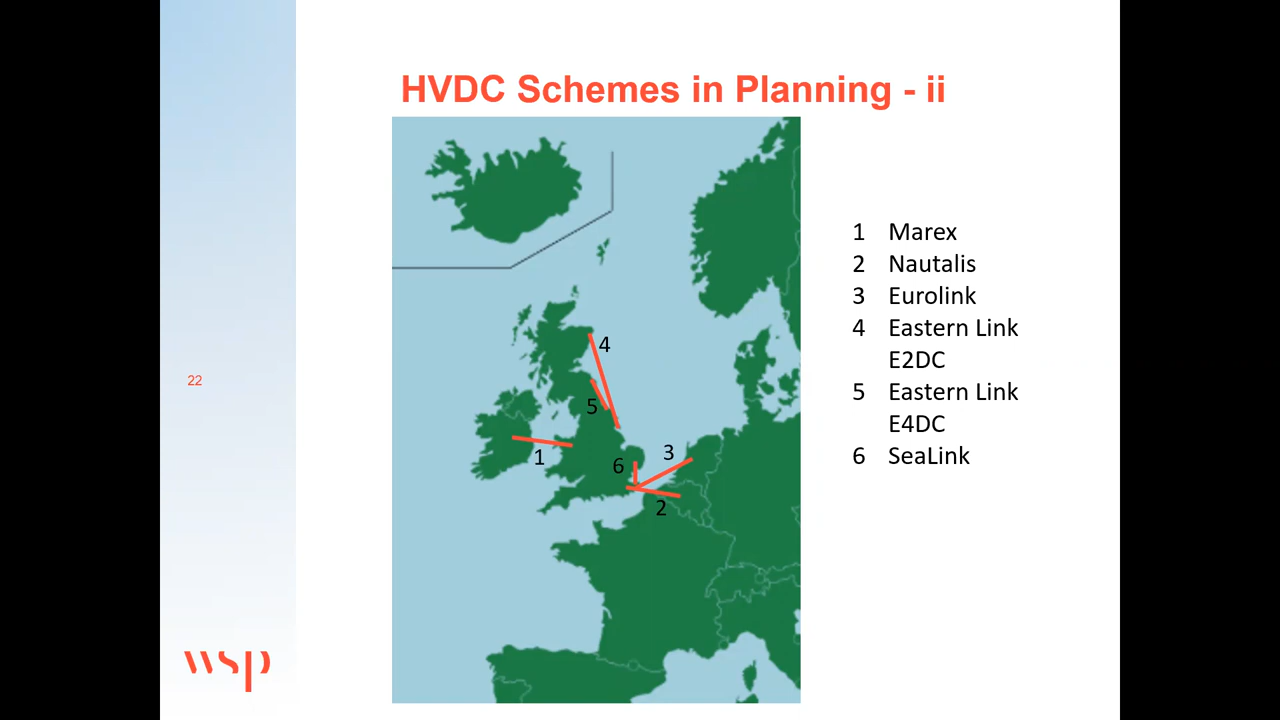 HVDC Schemes in Planning - ii
1 Marex
2 Nautalis
3 Eurolink
4 Eastern Link
E2DC
5 Eastern Link
E4DC
6 SeaLink
4
5
3
1
6
2
22
wsp